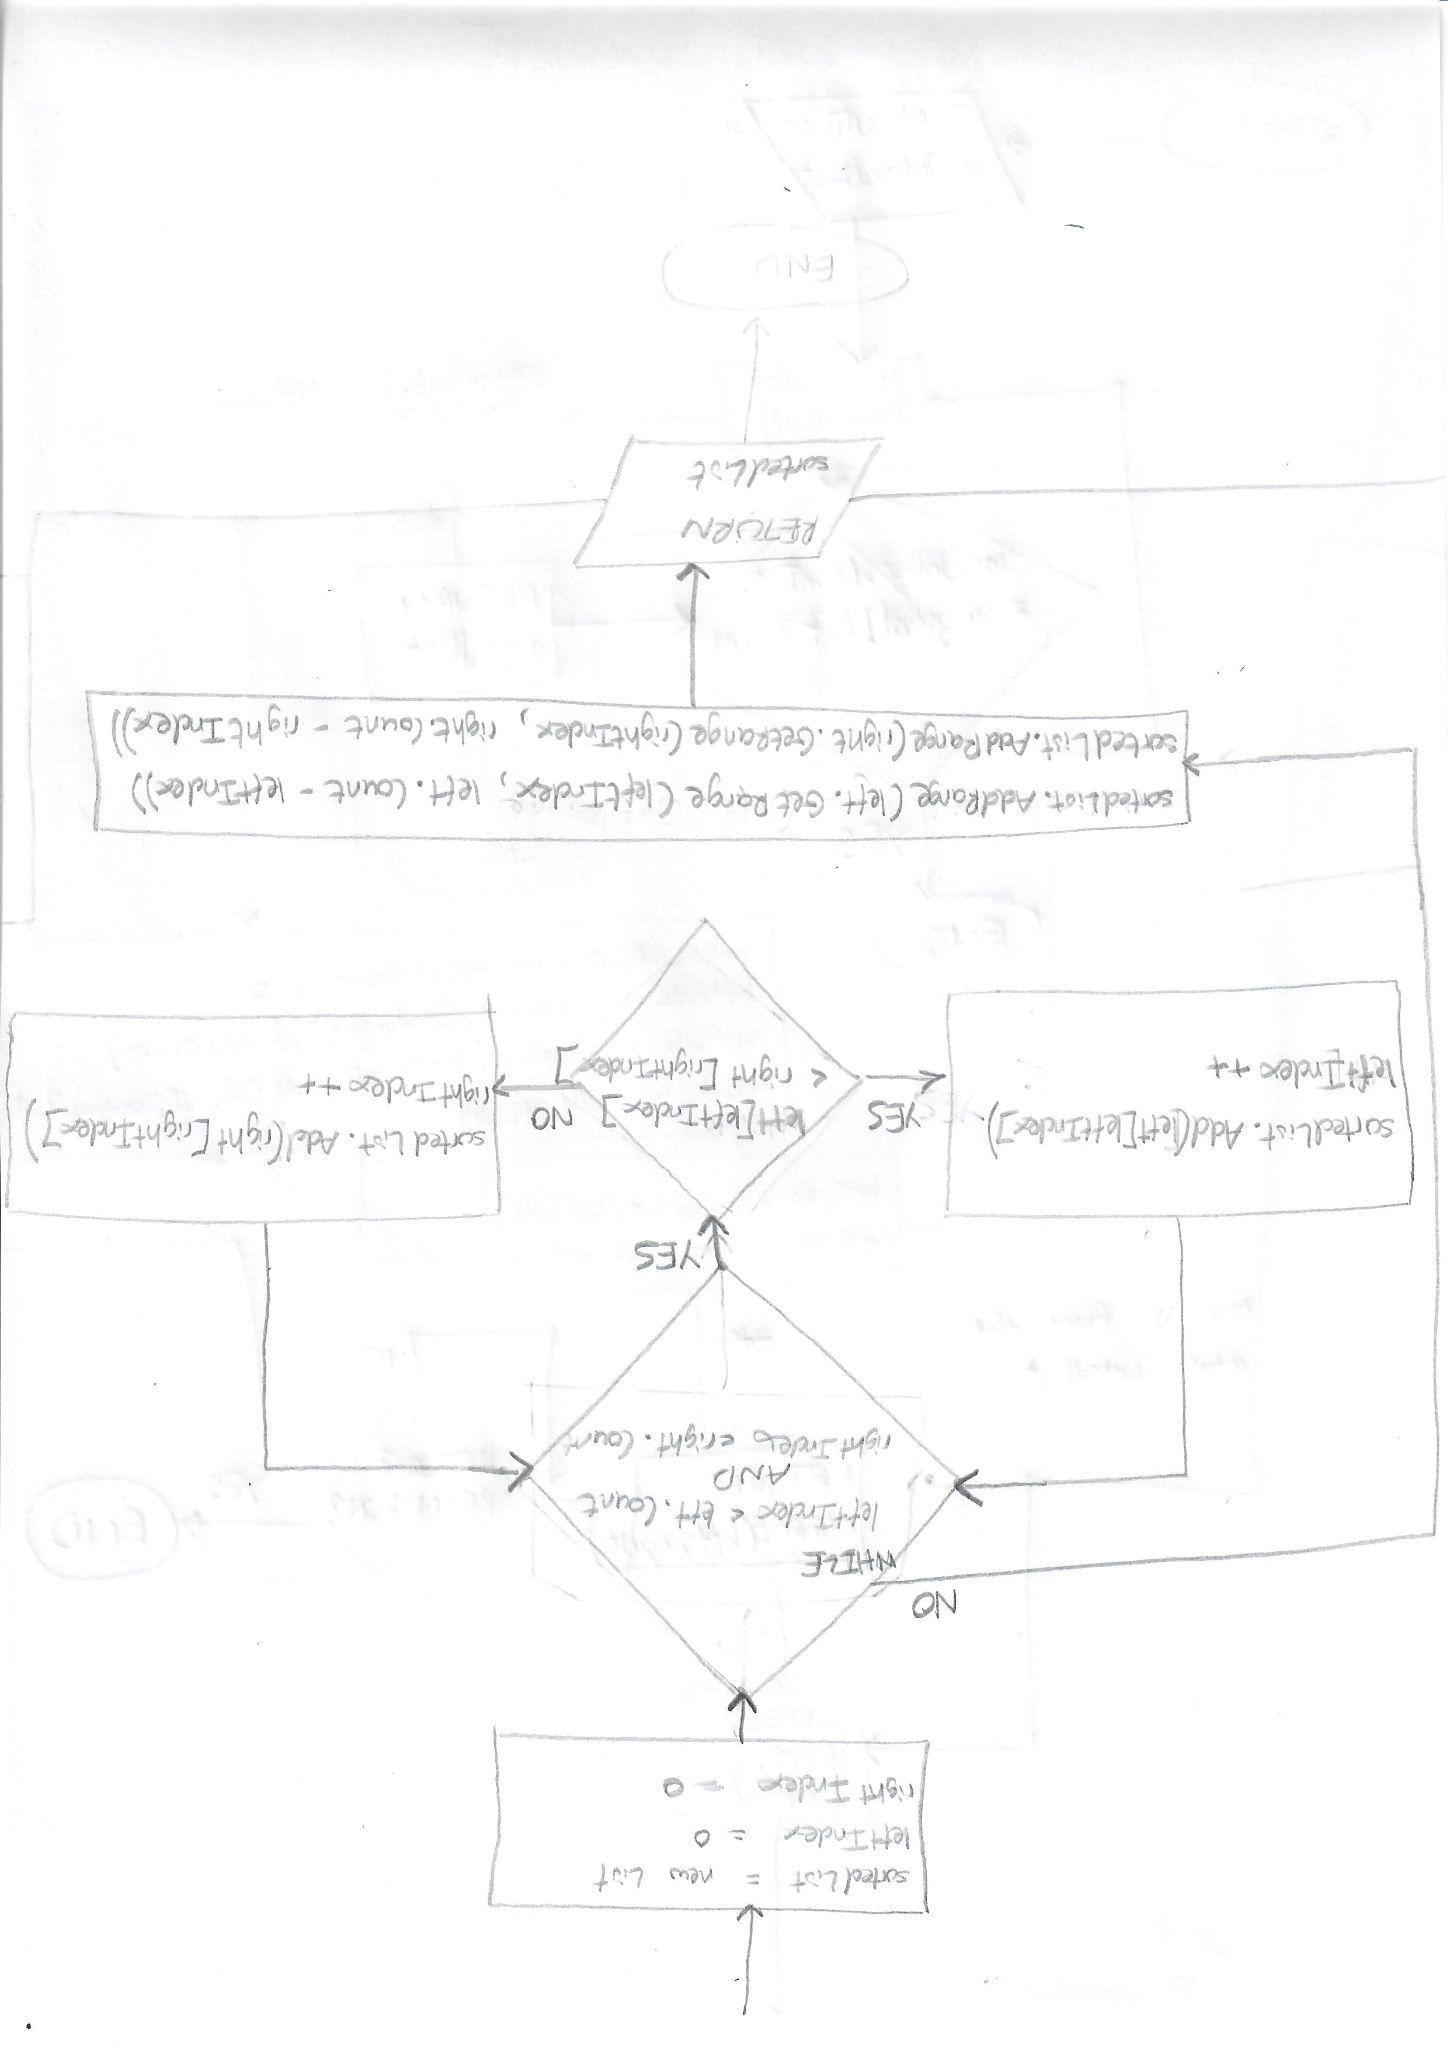 sortedList = new List
leftIndex = 0
rightIndex = 0
NO
WHILE
leftIndex < left.Count
AND
rightIndex < right.Count
YES
sortedList.Add(left[leftIndex]).
leftIndex ++
YES
left[leftIndex]
< right[rightIndex]
NO
sortedList.Add(right[rightIndex])
rightIndex ++
sortedList.AddRange(left.GetRange(leftIndex, left.Count - leftIndex))
sortedList.AddRange(right.GetRange(rightIndex, right.Count - rightIndex))
RETURN
sortedList
END